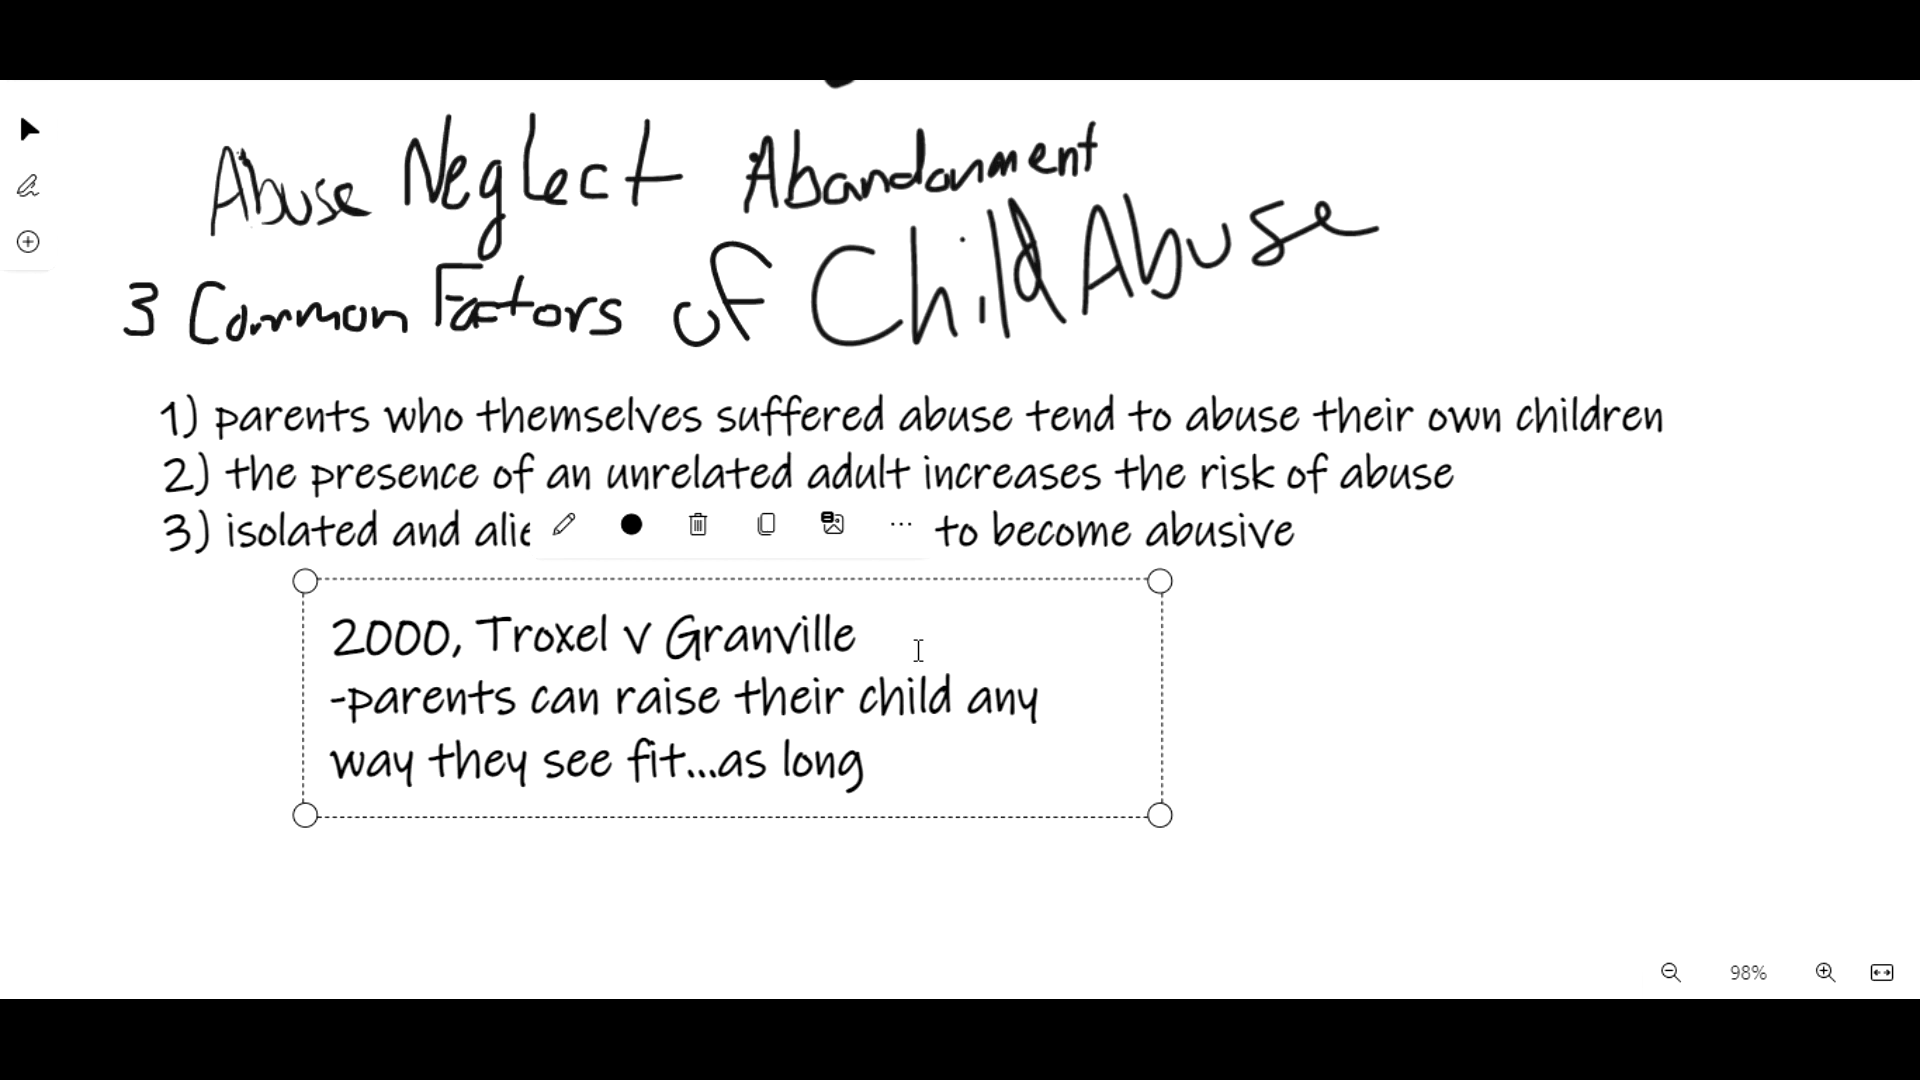 Abuse Neglect Abandonment
3 Common Factors of Child Abuse
1) parents who themselves suffered abuse tend to abuse their own children
2) the presence of an unrelated adult increases the risk of abuse
3) isolated and to become abusive
2000, Troxel v Granville
-parents can raise their child any
way they see fit...as long
98%